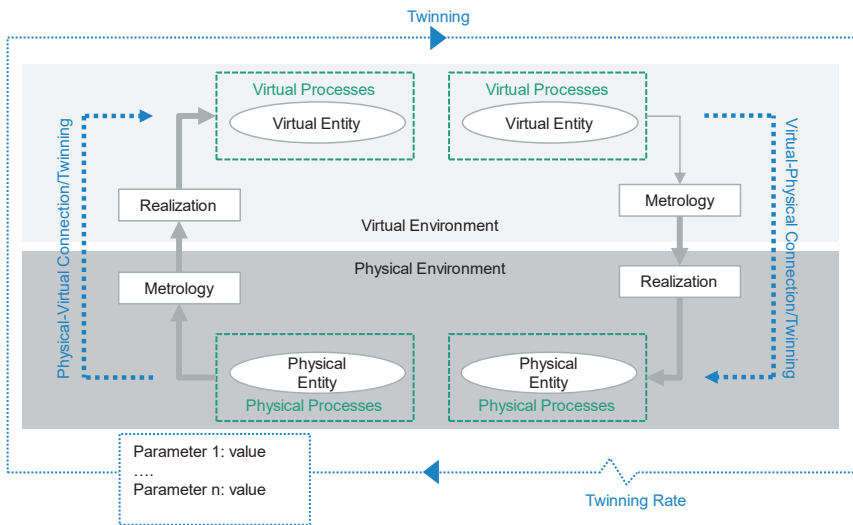 Twinning
Virtual Processes
Virtual Entity
Virtual Processes
Virtual Entity
Physical-Virtual Connection/Twinning
Virtual-Physical Connection/Twinning
Realization
Metrology
Virtual Environment
Physical Environment
Metrology
Realization
Physical
Entity
Physical Processes
Physical
Entity
Physical Processes
Parameter 1: value
....
Parameter n: value
Twinning Rate